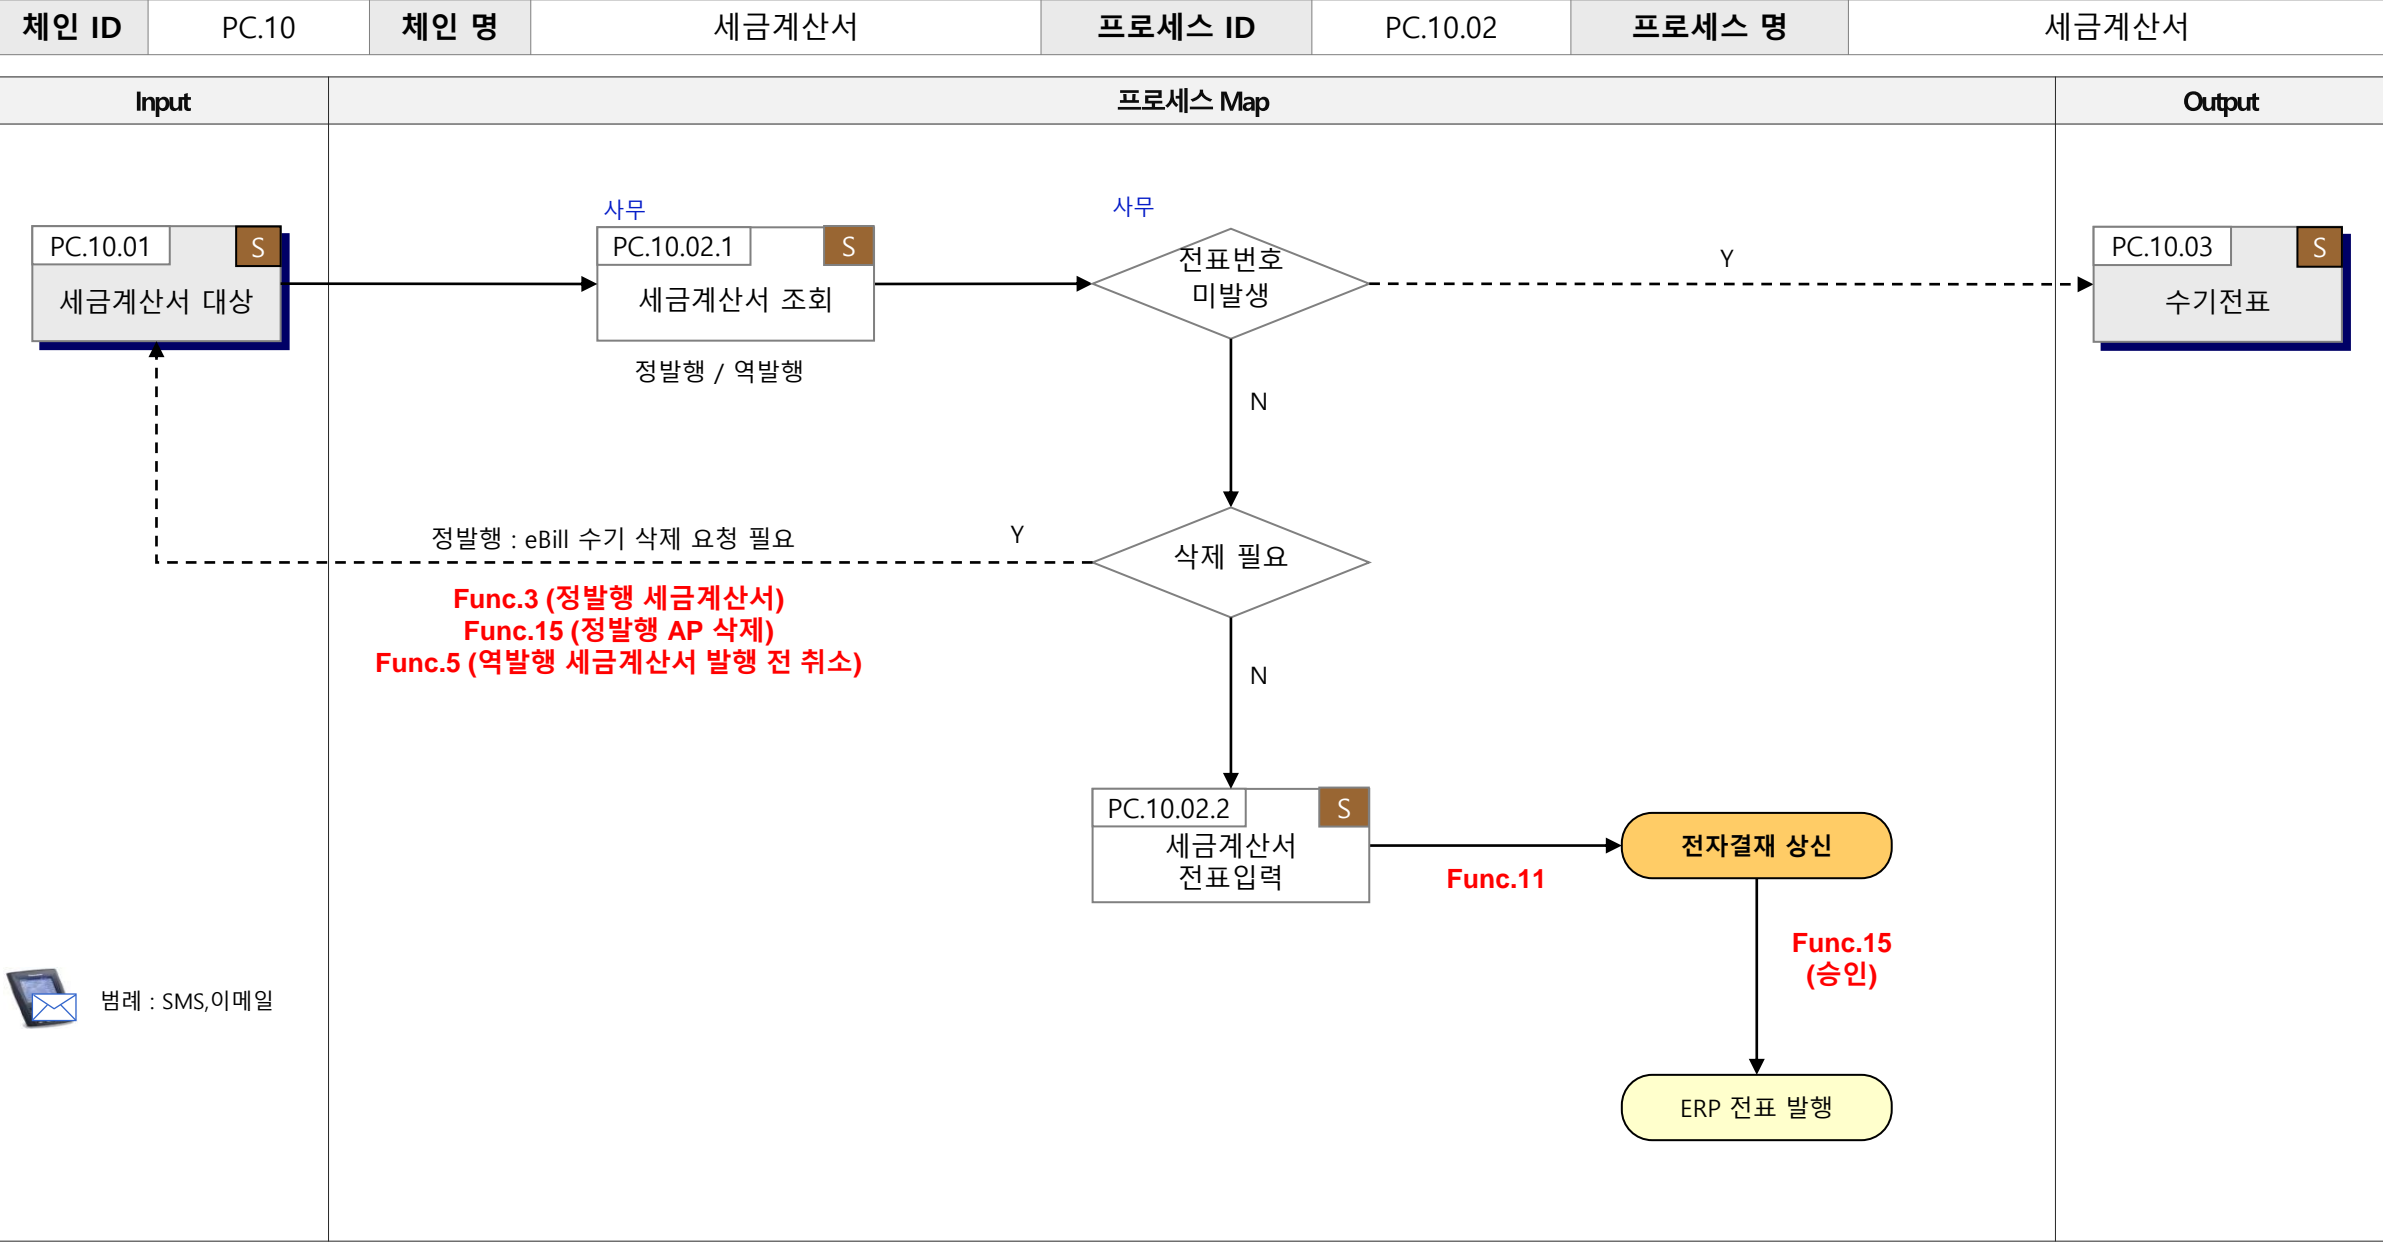 체인 ID PC.10 체인 명 세금계산서 프로세스 ID PC.10.02 프로세스 명 세금계산서
Input 프로세스 Map Output
PC.10.01 S
세금계산서 대상
사무
PC.10.02.1 S
세금계산서 조회
정발행 / 역발행
사무
전표번호
미발생
Y
PC.10.03 S
수기전표
N
정발행 : eBill 수기 삭제 요청 필요
Y
삭제 필요
Func.3 (정발행 세금계산서)
Func.15 (정발행 AP 삭제)
Func.5 (역발행 세금계산서 발행 전 취소)
N
PC.10.02.2 S
세금계산서
전표입력
Func.11
전자결재 상신
Func.15
(승인)
ERP 전표 발행
범례 : SMS,이메일